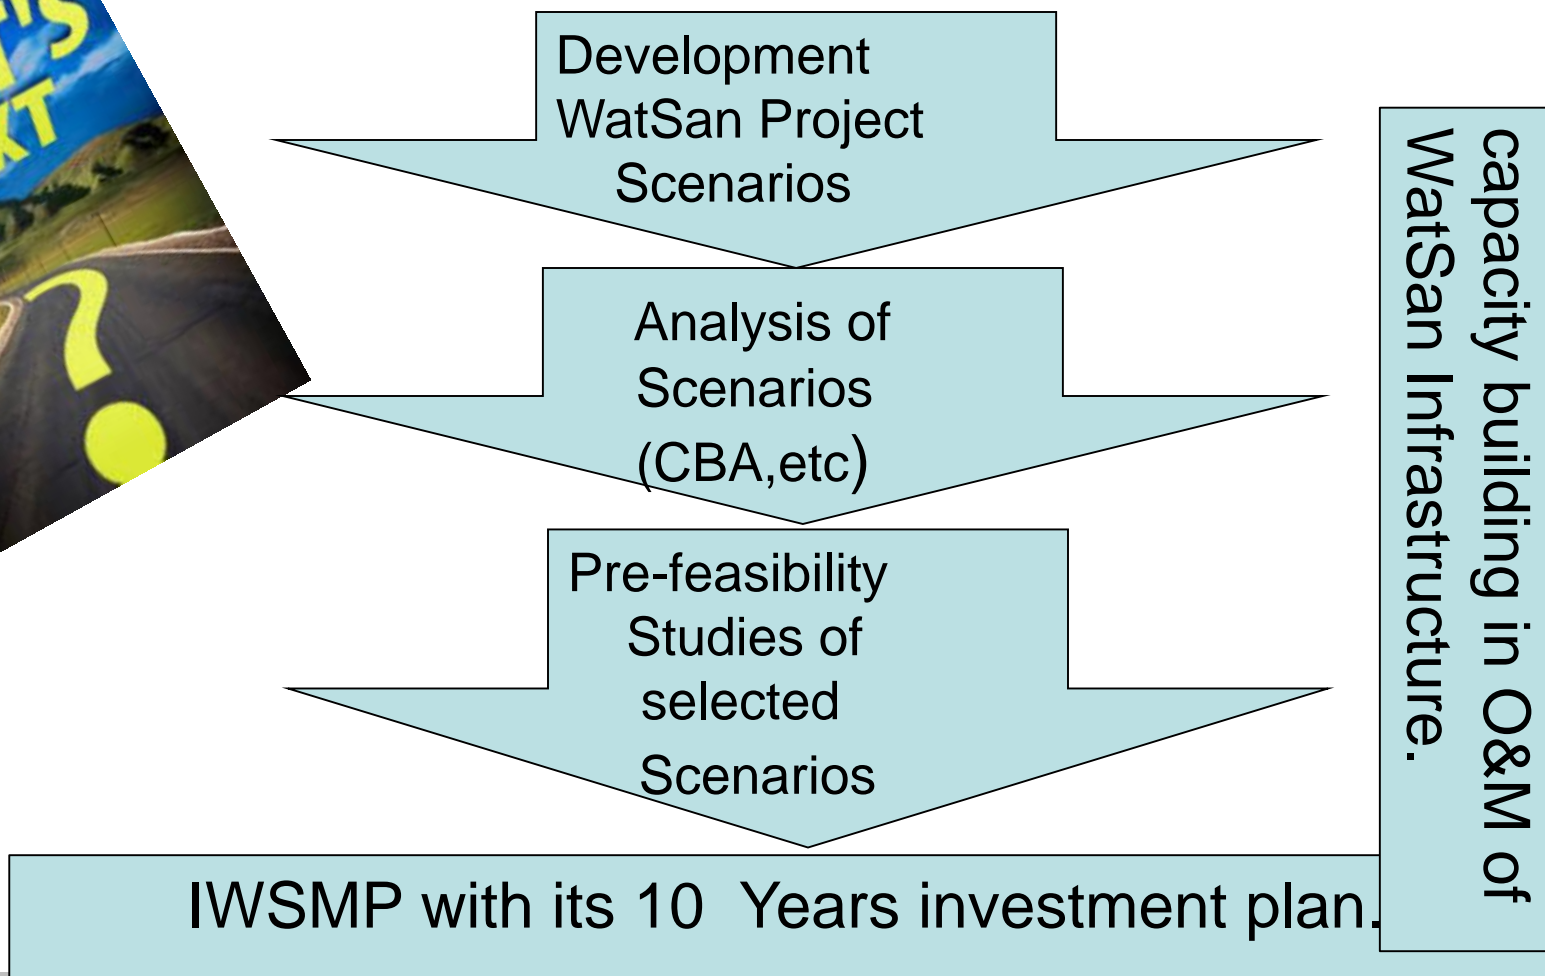 'S
XT
?
Development
WatSan Project
Scenarios
Analysis of
Scenarios
(CBA,etc)
Pre-feasibility
Studies of
selected
Scenarios
capacity building in O&M of
WatSan Infrastructure.
IWSMP with its 10 Years investment plan.